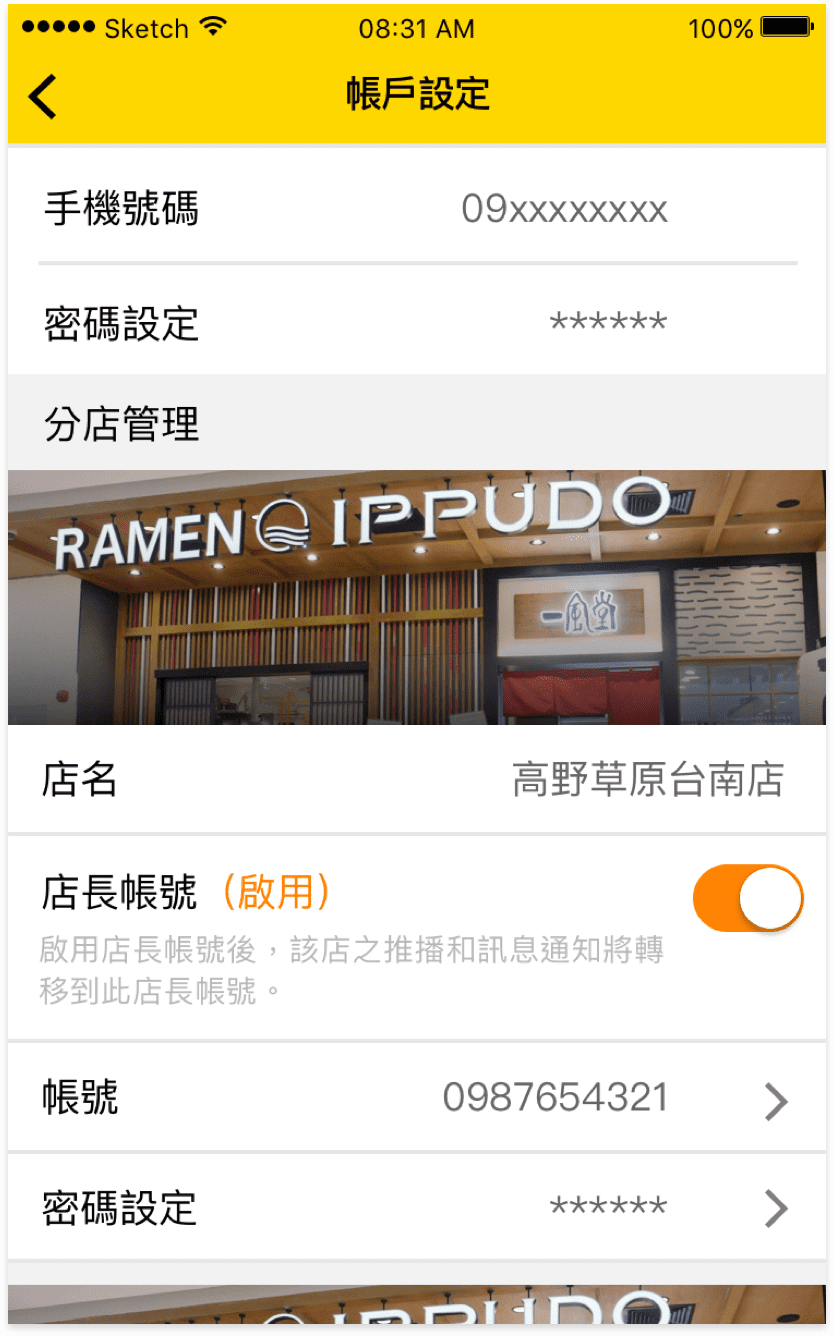 ●●●●● Sketch 08:31 AM 100%
帳戶設定
手機號碼 09xxxxxxxx
密碼設定 ******
分店管理
RAMEN IPPUDO
一風堂
店名 高野草原台南店
店長帳號（啟用）
啟用店長帳號後，該店之推播和訊息通知將轉
移到此店長帳號。
帳號 0987654321
密碼設定 ******
RAMEN IPPUDO